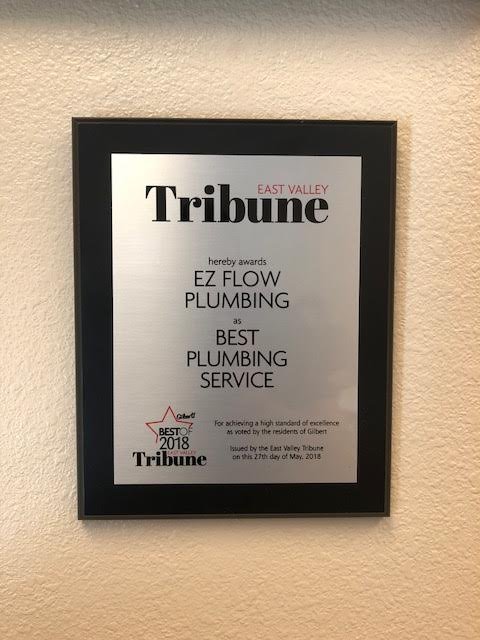 EAST VALLEY
Tribune
hereby awards
EZ FLOW
PLUMBING
as
BEST
PLUMBING
SERVICE
Gilbert
BEST OF
2018
EAST VALLEY
Tribune
For achieving a high standard of excellence
as voted by the residents of Gilbert
Issued by the East Valley Tribune
on this 27th day of May, 2018